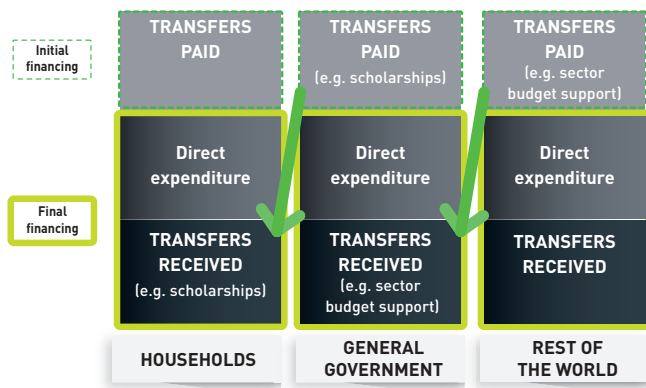 Initial
financing
TRANSFERS
PAID
TRANSFERS
PAID
(e.g. scholarships)
TRANSFERS
PAID
(e.g. sector
budget support)
Final
financing
Direct
expenditure
Direct
expenditure
Direct
expenditure
TRANSFERS
RECEIVED
(e.g. scholarships)
TRANSFERS
RECEIVED
(e.g. sector
budget support)
TRANSFERS
RECEIVED
HOUSEHOLDS
GENERAL
GOVERNMENT
REST OF
THE WORLD